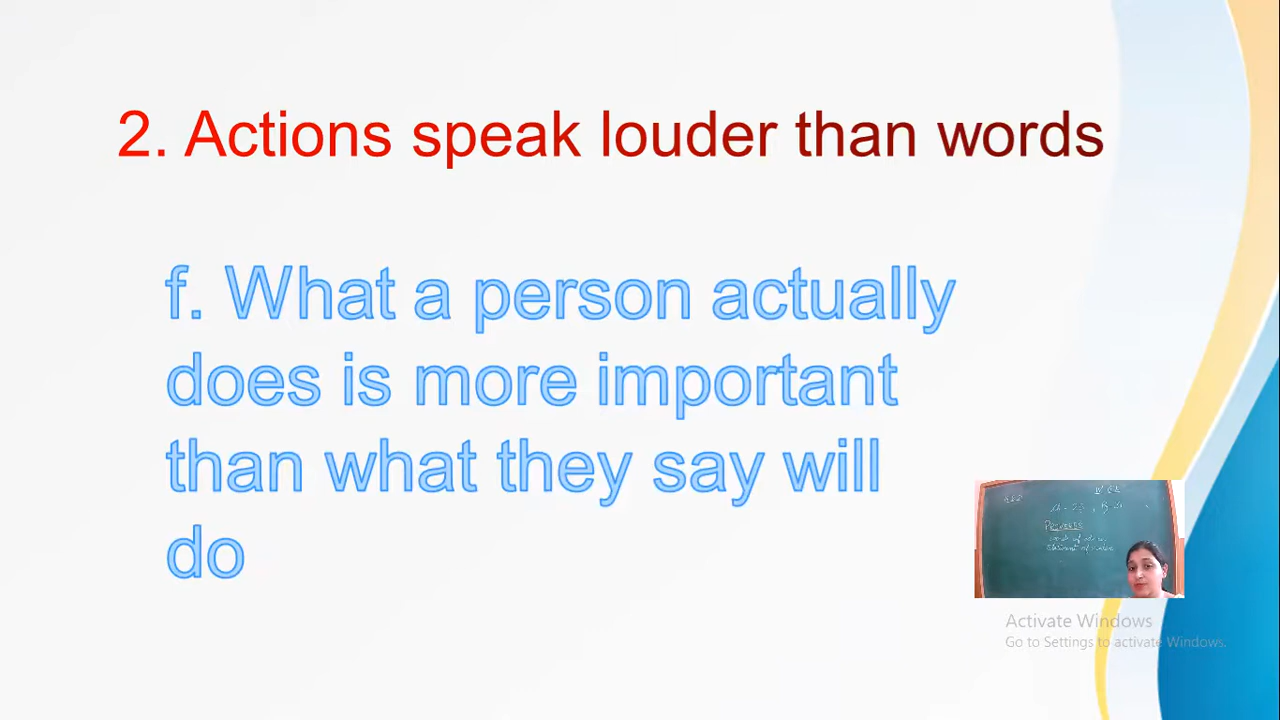 2. Actions speak louder than words
f. What a person actually
does is more important
than what they say will
do
Proverbs
Activate Windows
Go to Settings to activate Windows.